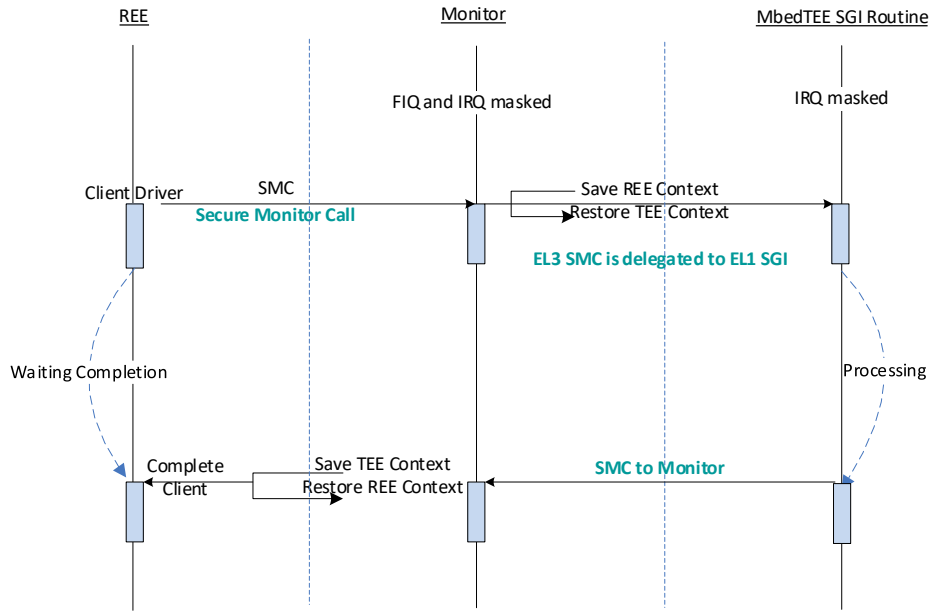 REE
Monitor
MbedTEE SGI Routine
FIQ and IRQ masked
IRQ masked
Client Driver
SMC
Secure Monitor Call
Save REE Context
Restore TEE Context
EL3 SMC is delegated to EL1 SGI
Waiting Completion
Processing
Complete
Client
Save TEE Context
Restore REE Context
SMC to Monitor